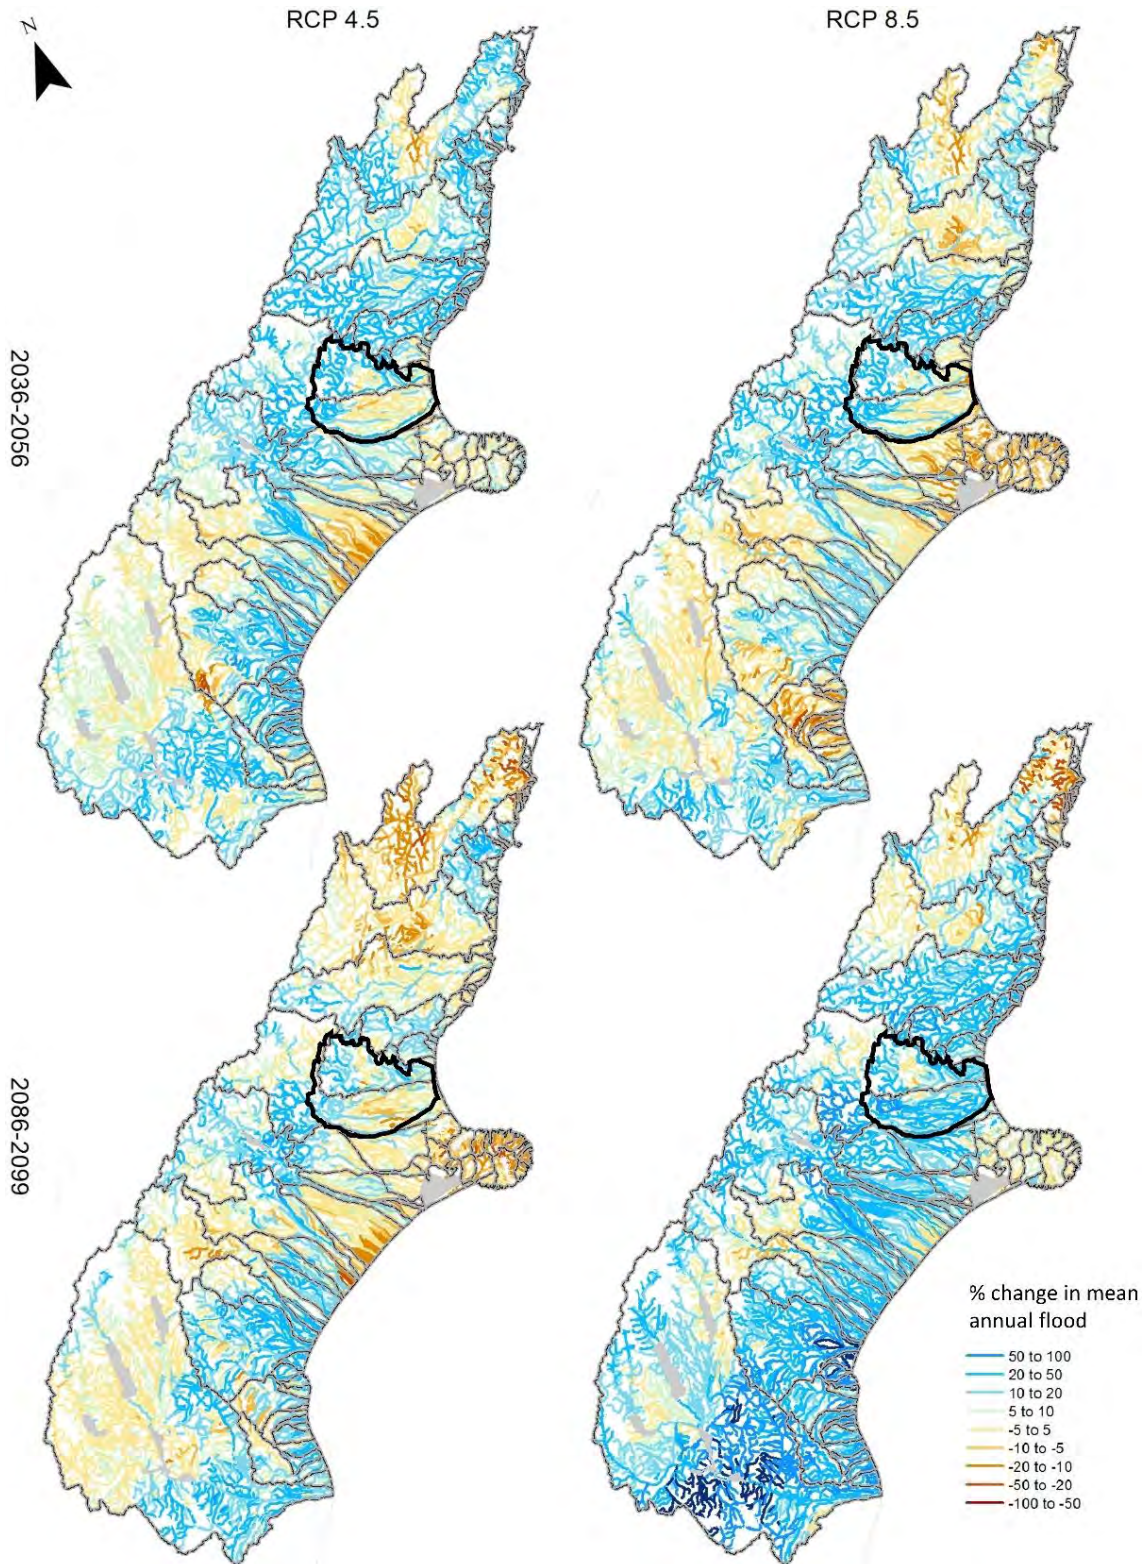 RCP 4.5
RCP 8.5
Z
2036-2056
2086-2099
% change in mean
annual flood
50 to 100
20 to 50
10 to 20
5 to 10
-5 to 5
-10 to -5
-20 to -10
-50 to -20
-100 to -50